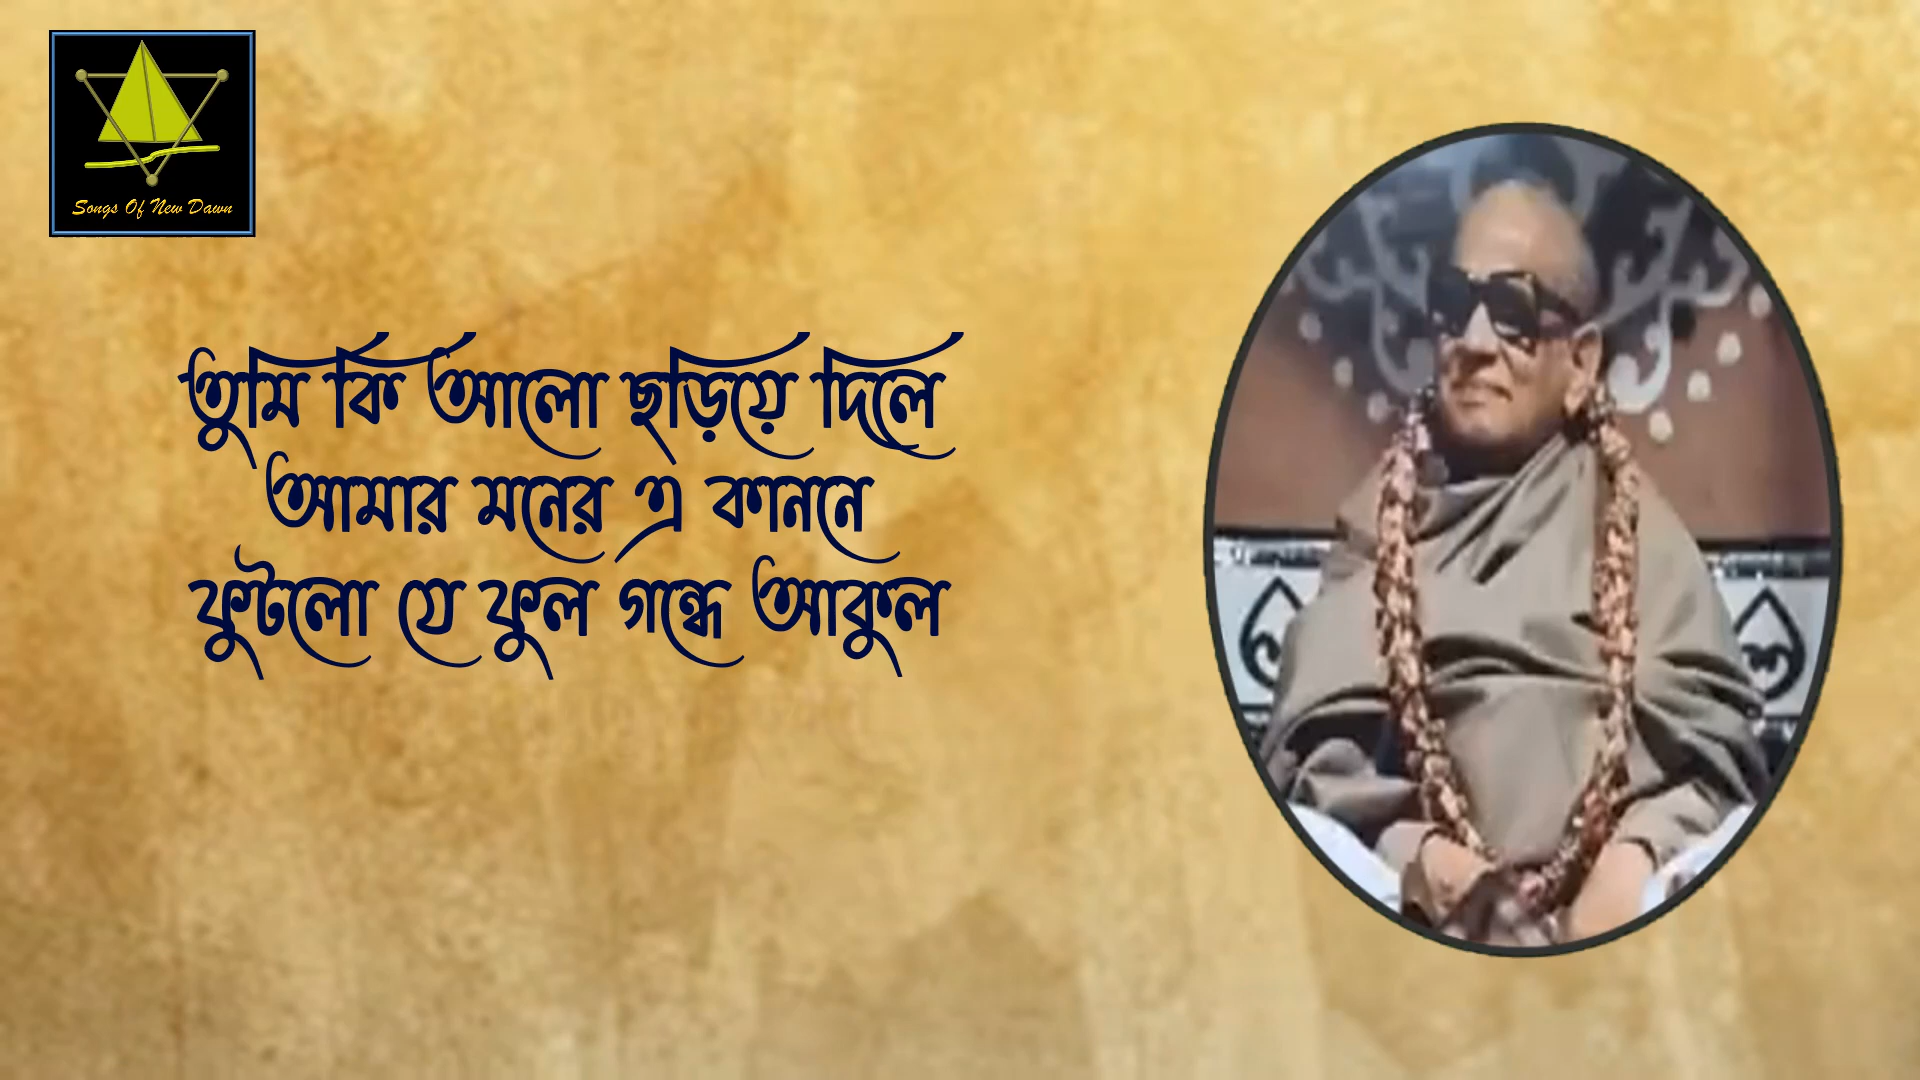 Songs Of New Dawn
তুমি কি আলো ছড়িয়ে দিলে
আমার মনের এ কাননে
ফুটলো যে ফুল গন্ধে আকুল